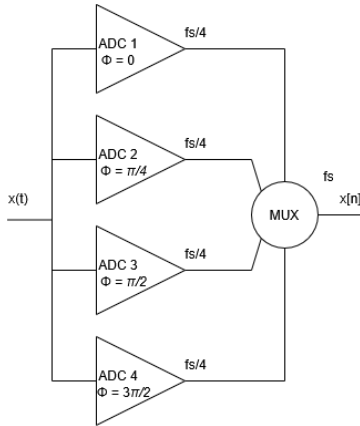 ADC 1
Φ = 0
fs/4
ADC 2
Φ = π/4
fs/4
x(t)
fs
x[n]
MUX
ADC 3
Φ = π/2
fs/4
ADC 4
Φ = 3π/2
fs/4